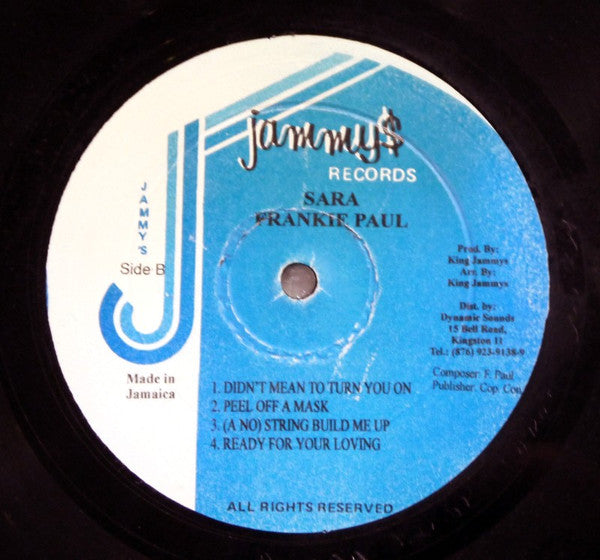 jammy$
RECORDS
SARA
FRANKIE PAUL
JAMMY'S
Side B
Prod. By:
King Jammys
Arr. By:
King Jammys
Dist. by:
Dynamic Sounds
15 Bell Road,
Kingston 11
Tel.: (876) 923-9138-9
Made in
Jamaica
Composer: F. Paul
Publisher: Cop. Con
1. DIDN'T MEAN TO TURN YOU ON
2. PEEL OFF A MASK
3. (A NO) STRING BUILD ME UP
4. READY FOR YOUR LOVING
ALL RIGHTS RESERVED